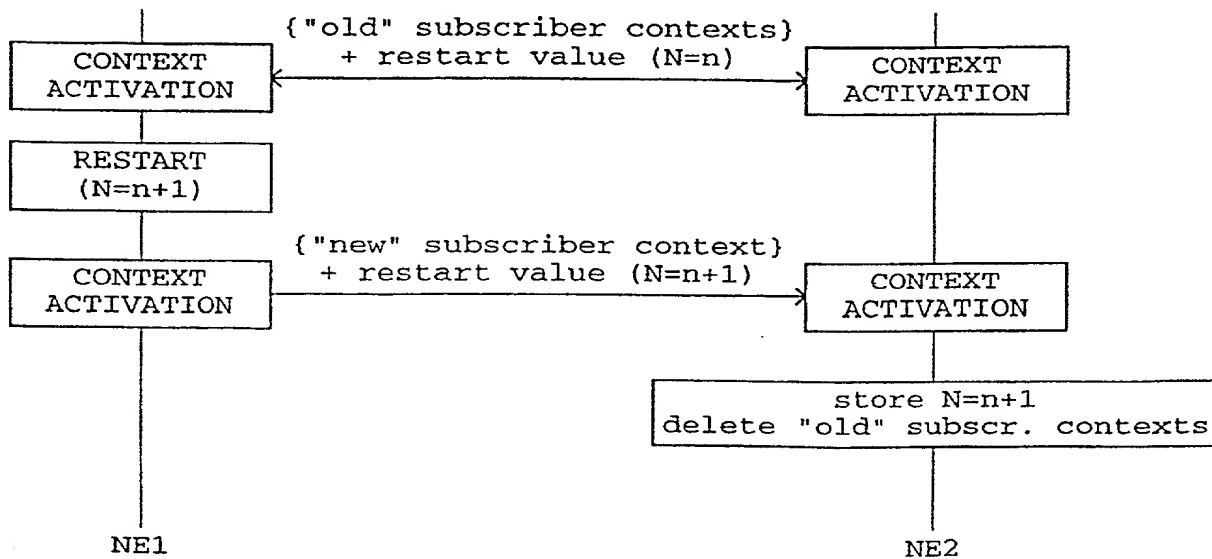 {"old" subscriber contexts}
+ restart value (N=n)
CONTEXT
ACTIVATION
CONTEXT
ACTIVATION
RESTART
(N=n+1)
{"new" subscriber context}
+ restart value (N=n+1)
CONTEXT
ACTIVATION
CONTEXT
ACTIVATION
store N=n+1
delete "old" subscr. contexts
NE1
NE2